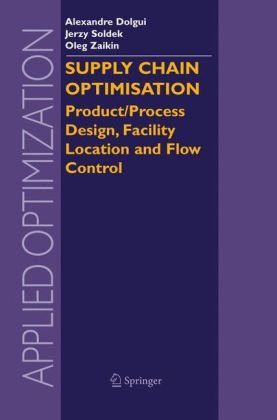 Alexandre Dolgui
Jerzy Soldek
Oleg Zaikin
SUPPLY CHAIN
OPTIMISATION
Product/Process
Design, Facility
Location and Flow
Control
APPLIED OPTIMIZATION
Springer